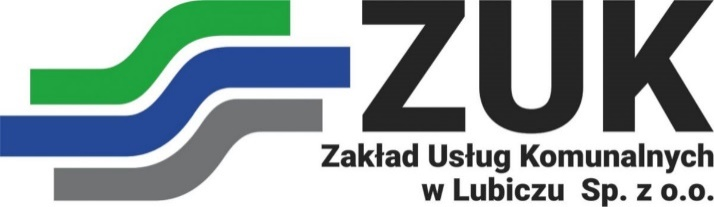 ZUK
Zakład Usług Komunalnych
w Lubiczu Sp. z o.o.